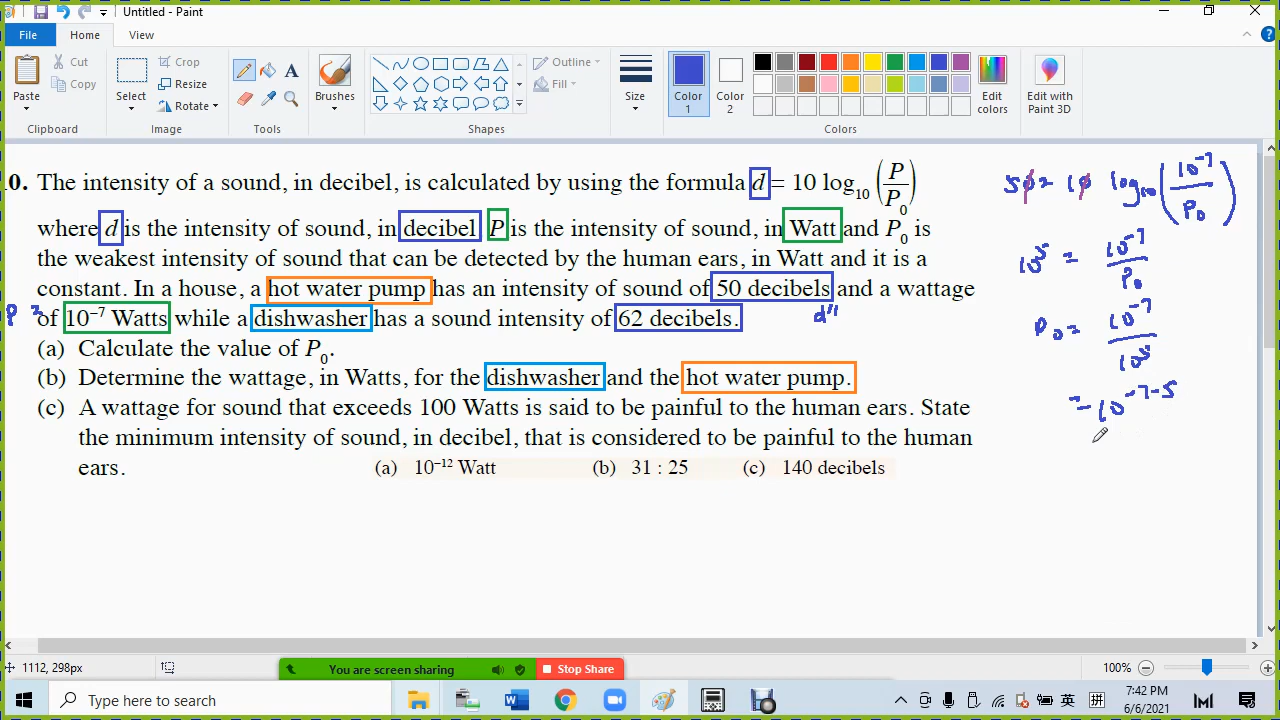 Untitled - Paint
File Home View
Paste Cut Copy Clipboard
Select Crop Resize Rotate Image
Tools
Brushes
Outline Fill Shapes
Size
Color 1 Color 2 Edit colors Colors
Edit with Paint 3D
10. The intensity of a sound, in decibel, is calculated by using the formula d = 10 log₁₀ (P/P₀)
where d is the intensity of sound, in decibel P is the intensity of sound, in Watt and P₀ is
the weakest intensity of sound that can be detected by the human ears, in Watt and it is a
constant. In a house, a hot water pump has an intensity of sound of 50 decibels and a wattage
P = of 10⁻⁷ Watts while a dishwasher has a sound intensity of 62 decibels. d"
(a) Calculate the value of P₀.
(b) Determine the wattage, in Watts, for the dishwasher and the hot water pump.
(c) A wattage for sound that exceeds 100 Watts is said to be painful to the human ears. State
the minimum intensity of sound, in decibel, that is considered to be painful to the human
ears. (a) 10⁻¹² Watt (b) 31 : 25 (c) 140 decibels
50 = 10 log₁₀ (10⁻⁷/P₀)
10⁵ = 10⁻⁷/P₀
P₀ = 10⁻⁷/10⁵
= 10⁻⁷⁻⁵
1112, 298px 100%
You are screen sharing Stop Share
Type here to search
英 拼
7:42 PM
6/6/2021